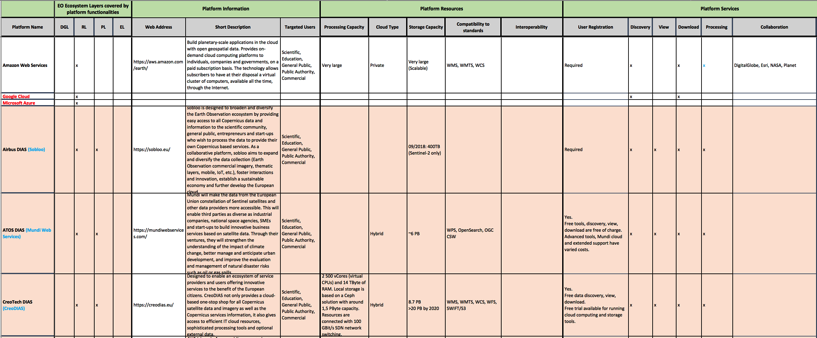 EO Ecosystem Layers covered by
platform functionalities
Platform Information
Platform Resources
Platform Services
Platform Name
DGL
RL
PL
EL
Web Address
Short Description
Targeted Users
Processing Capacity
Cloud Type
Storage Capacity
Compatibility to
standards
Interoperability
User Registration
Discovery
View
Download
Processing
Collaboration
Amazon Web Services
x
https://aws.amazon.com
/earth/
Build planetary-scale applications in the cloud
with open geospatial data. Provides on-
demand cloud computing platforms to
individuals, companies and governments, on a
paid subscription basis. The technology allows
subscribers to have at their disposal a virtual
cluster of computers, available all the time,
through the Internet.
Scientific,
Education,
General Public,
Public Authority,
Commercial
Very large
Private
Very large
(Scalable)
WMS, WMTS, WCS
Required
x
x
x
DigitalGlobe, Esri, NASA, Planet
Google Cloud
x
x
x
Microsoft Azure
x
Airbus DIAS (Sobloo)
x
x
https://sobloo.eu/
sobloo is designed to broaden and diversify
the Earth Observation ecosystem by providing
easy access to all Copernicus data and
information to the scientific community,
general public, entrepreneurs and start-ups
who wish to process the data to provide their
own Copernicus based services. As a
collaborative platform, sobloo aims to expand
and diversify the data collection (Earth
Observation commercial imagery, thematic
layers, mobile, IoT, etc.), foster interactions
and innovation, establish a sustainable
economy and further develop the European
cloud.
Scientific,
Education,
General Public,
Public Authority,
Commercial
09/2018: 400TB
(Sentinel-2 only)
Required
x
x
x
x
ATOS DIAS (Mundi Web
Services)
x
x
https://mundiwebservice
s.com/
Mundi will make the data from the European
Union constellation of Sentinel satellites and
other data providers more accessible. This will
enable third parties as diverse as industrial
companies, national space agencies, SMEs
and start-ups to build innovative business
services based on satellite data. Through their
ventures, they will strengthen the
understanding of the impact of climate
change, better manage and anticipate urban
development, and improve the evaluation
and management of natural disaster risks
such as oil or gas spills.
Scientific,
Education,
General Public,
Public Authority,
Commercial
Hybrid
~6 PB
WPS, OpenSearch, OGC
CSW
Yes.
Free tools, discovery, view,
download are free of charge.
Advanced tools, Mundi cloud
and extended support have
varied costs.
x
x
x
x
CreoTech DIAS
(CreoDIAS)
x
x
https://creodias.eu/
Designed to enable an ecosystem of service
providers and users offering innovative
services to the benefit of the European
citizens. CreoDIAS not only provides a cloud-
based one-stop shop for all Copernicus
satellite data and imagery as well as the
Copernicus services information, it also gives
access to efficient IT cloud resources,
sophisticated processing tools and optional
external data.
Scientific,
Education,
General Public,
Public Authority,
Commercial
2 500 vCores (virtual
CPUs) and 14 TByte of
RAM. Local storage is
based on a Ceph
solution with around
1,5 PByte capacity.
Resources are
connected with 100
GBit/s SDN network
switching.
Hybrid
8.7 PB
>20 PB by 2020
WMS, WMTS, WCS, WFS,
SWIFT/S3
Yes.
Free data discovery, view,
download.
Free trial available for running
cloud computing and storage
tools.
x
x
x
x